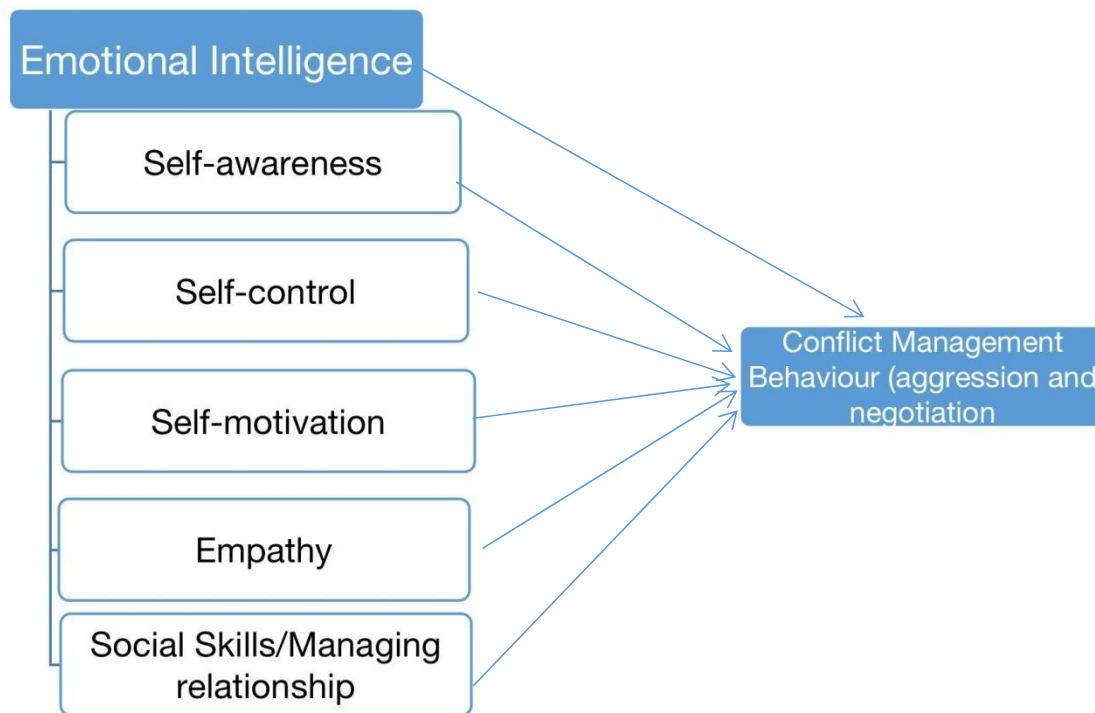 Emotional Intelligence
Self-awareness
Self-control
Self-motivation
Empathy
Social Skills/Managing
relationship
Conflict Management
Behaviour (aggression and
negotiation